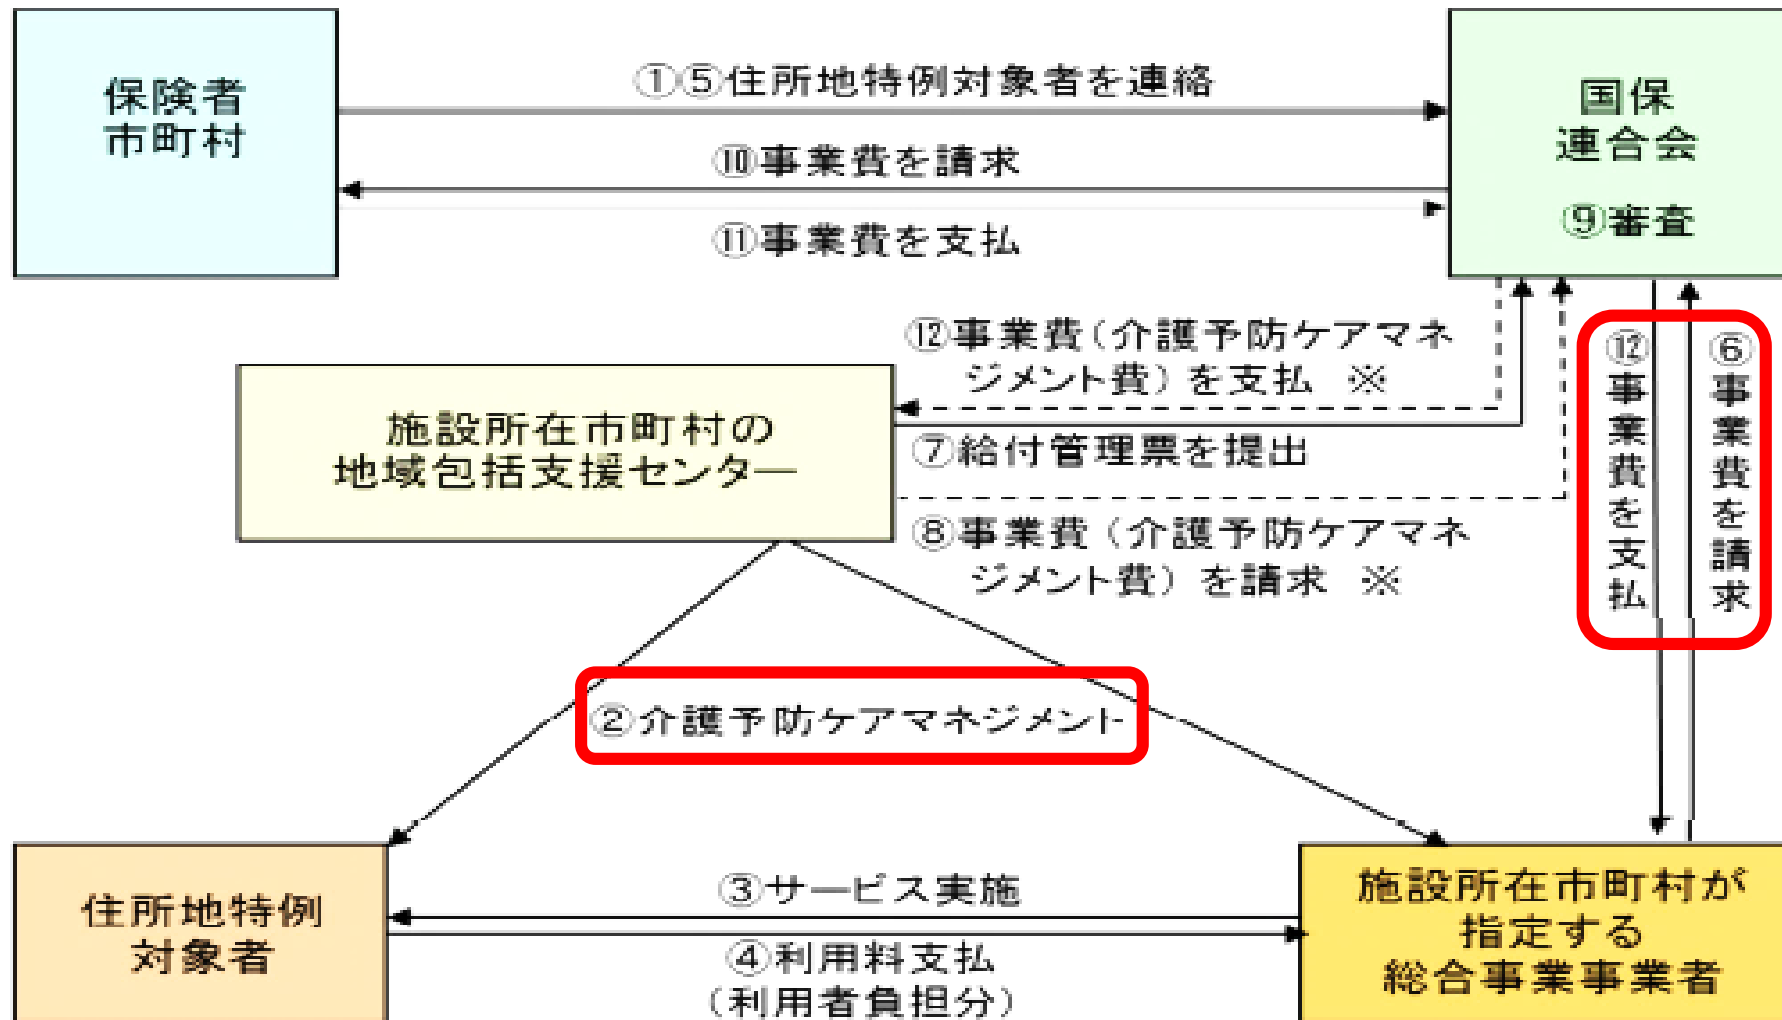 保険者
市町村
①⑤住所地特例対象者を連絡
⑩事業費を請求
⑪事業費を支払
国保
連合会
⑨審査
⑫事業費(介護予防ケアマネ
ジメント費)を支払 ※
⑦給付管理票を提出
⑧事業費(介護予防ケアマネ
ジメント費)を請求 ※
⑫事業費を支払
⑥事業費を請求
施設所在市町村の
地域包括支援センター
②介護予防ケアマネジメント
住所地特例
対象者
③サービス実施
④利用料支払
(利用者負担分)
施設所在市町村が
指定する
総合事業事業者